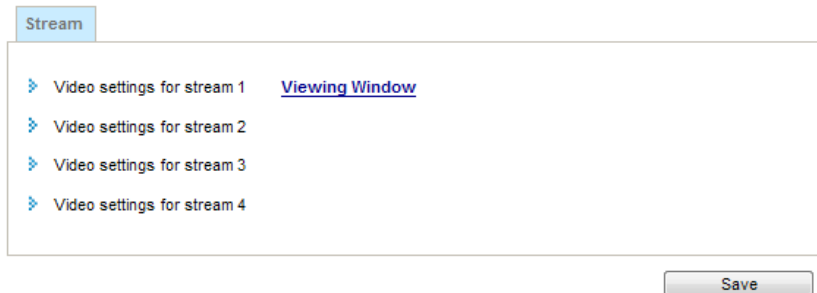 Stream
Video settings for stream 1 Viewing Window
Video settings for stream 2
Video settings for stream 3
Video settings for stream 4
Save